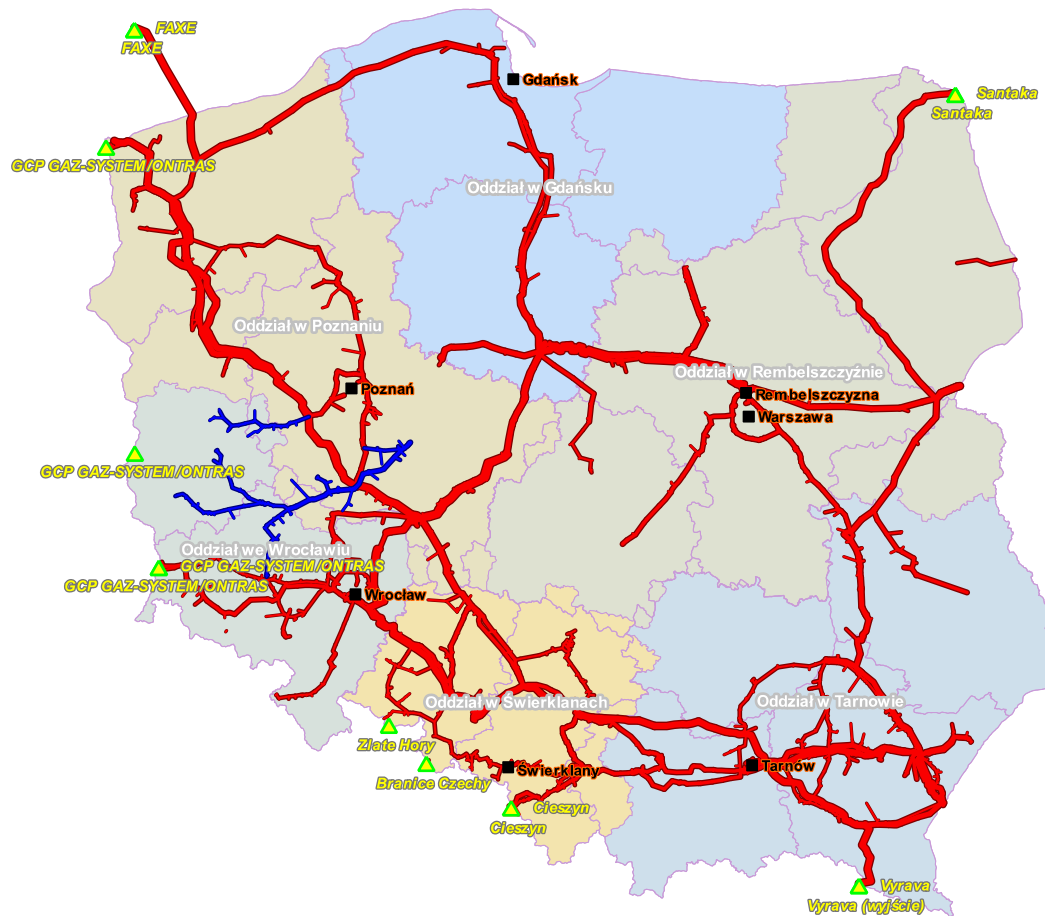 FAXE
FAXE
Gdańsk
Santaka
Santaka
GCP GAZ-SYSTEM/ONTRAS
Oddział w Gdańsku
Oddział w Poznaniu
Oddział w Rembelszczyźnie
Poznań
Rembelszczyzna
Warszawa
GCP GAZ-SYSTEM/ONTRAS
Oddział we Wrocławiu
GCP GAZ-SYSTEM/ONTRAS
GCP GAZ-SYSTEM/ONTRAS
Wrocław
Oddział w Świerklanach
Oddział w Tarnowie
Zlate Hory
Świerklany
Tarnów
Branice Czechy
Cieszyn
Cieszyn
Vyrava
Vyrava (wyjście)